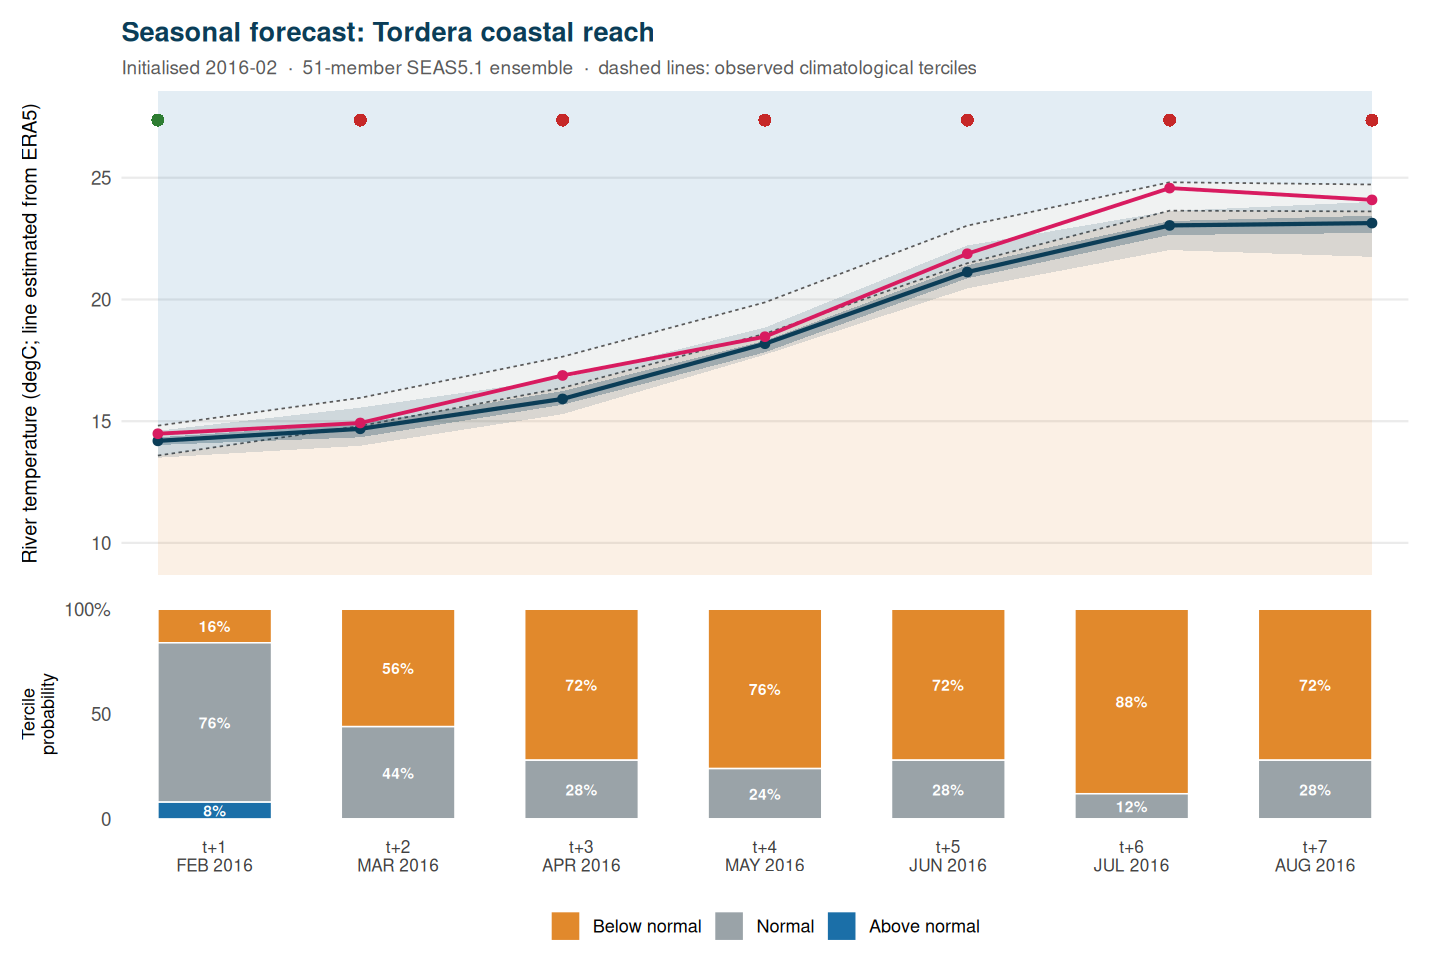 Seasonal forecast: Tordera coastal reach
Initialised 2016-02 · 51-member SEAS5.1 ensemble · dashed lines: observed climatological terciles
River temperature (degC; line estimated from ERA5)
25
20
15
10
Tercile
probability
100%
50
0
16%
76%
8%
56%
44%
72%
28%
76%
24%
72%
28%
88%
12%
72%
28%
t+1
FEB 2016
t+2
MAR 2016
t+3
APR 2016
t+4
MAY 2016
t+5
JUN 2016
t+6
JUL 2016
t+7
AUG 2016
Below normal
Normal
Above normal